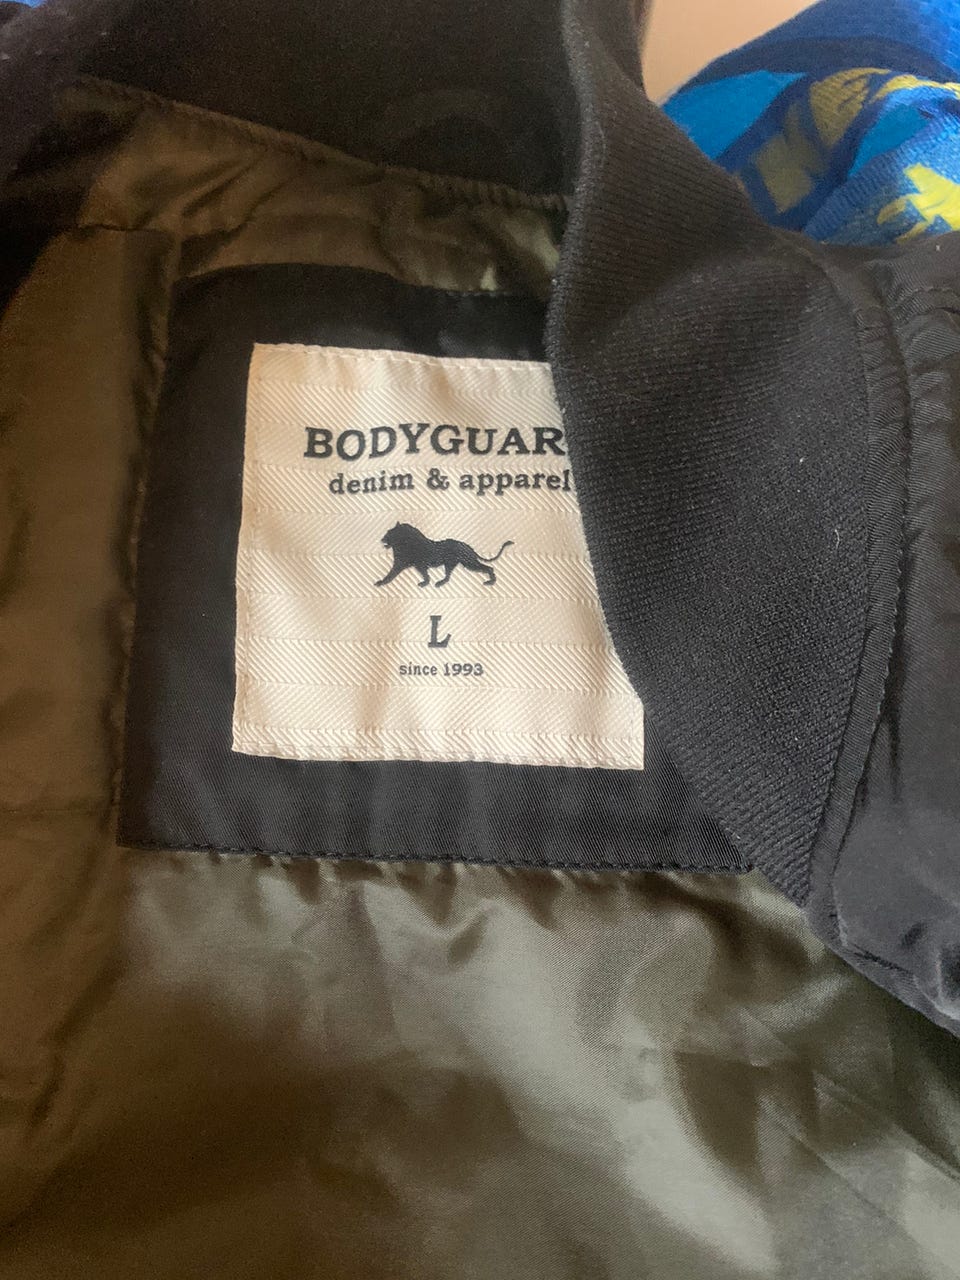 BODYGUAR
denim & apparel
L
since 1993